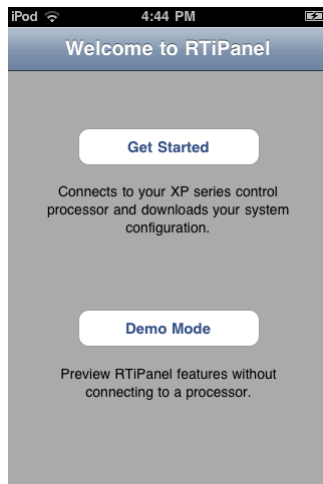 iPod 4:44 PM
Welcome to RTiPanel
Get Started
Connects to your XP series control
processor and downloads your system
configuration.
Demo Mode
Preview RTiPanel features without
connecting to a processor.